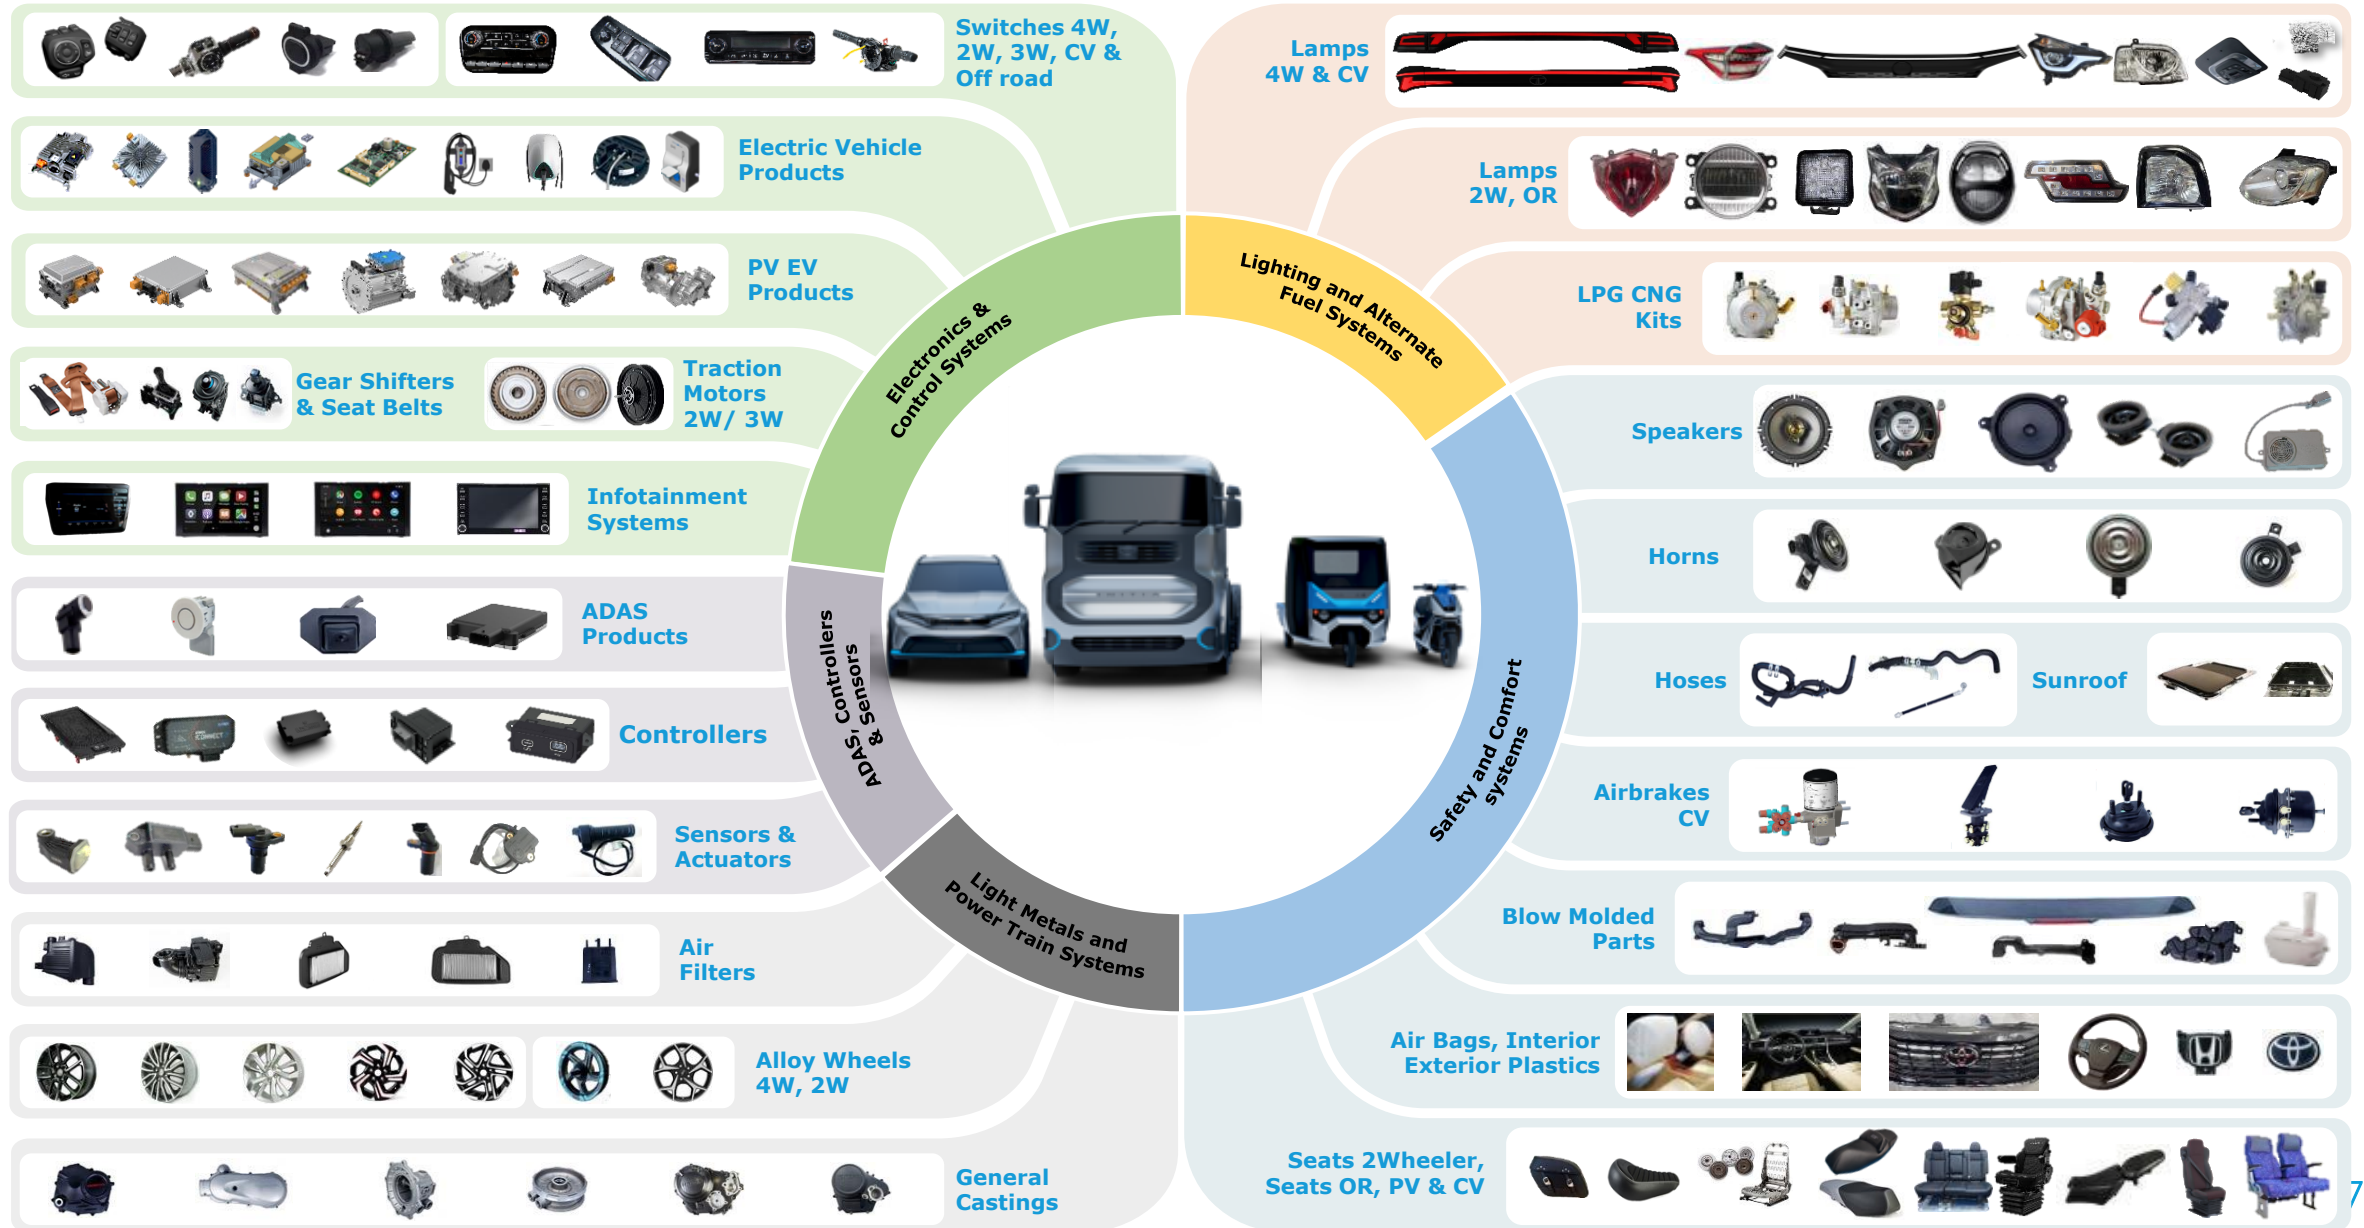 Switches 4W,
2W, 3W, CV &
Off road
Electric Vehicle
Products
PV EV
Products
Gear Shifters
& Seat Belts
Traction
Motors
2W/ 3W
Infotainment
Systems
ADAS
Products
Controllers
Sensors &
Actuators
Air
Filters
Alloy Wheels
4W, 2W
General
Castings
Electronics &
Control Systems
ADAS, Controllers
& Sensors
Light Metals and
Power Train Systems
Lighting and Alternate
Fuel Systems
Safety and Comfort
systems
Lamps
4W & CV
Lamps
2W, OR
LPG CNG
Kits
Speakers
Horns
Hoses
Sunroof
Airbrakes
CV
Blow Molded
Parts
Air Bags, Interior
Exterior Plastics
Seats 2Wheeler,
Seats OR, PV & CV
7